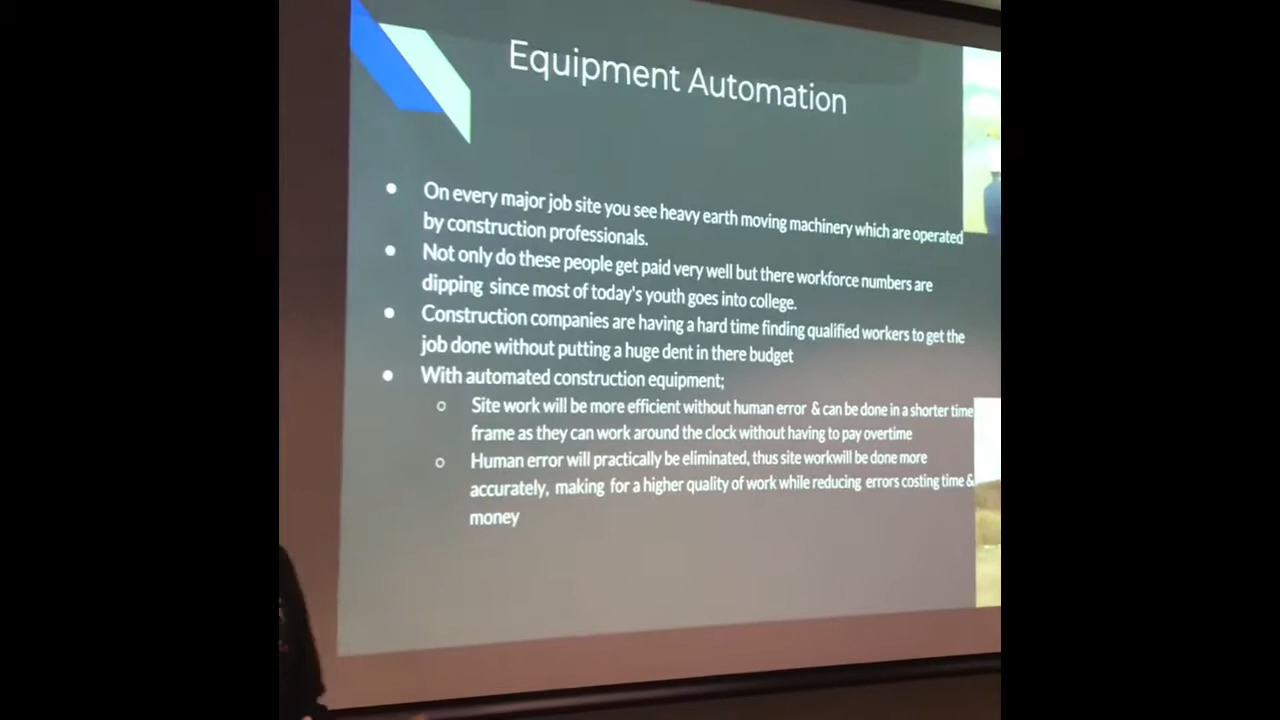 Equipment Automation
● On every major job site you see heavy earth moving machinery which are operated
by construction professionals.
● Not only do these people get paid very well but there workforce numbers are
dipping since most of today's youth goes into college.
● Construction companies are having a hard time finding qualified workers to get the
job done without putting a huge dent in there budget
● With automated construction equipment;
○ Site work will be more efficient without human error & can be done in a shorter time
frame as they can work around the clock without having to pay overtime
○ Human error will practically be eliminated, thus site workwill be done more
accurately, making for a higher quality of work while reducing errors costing time &
money